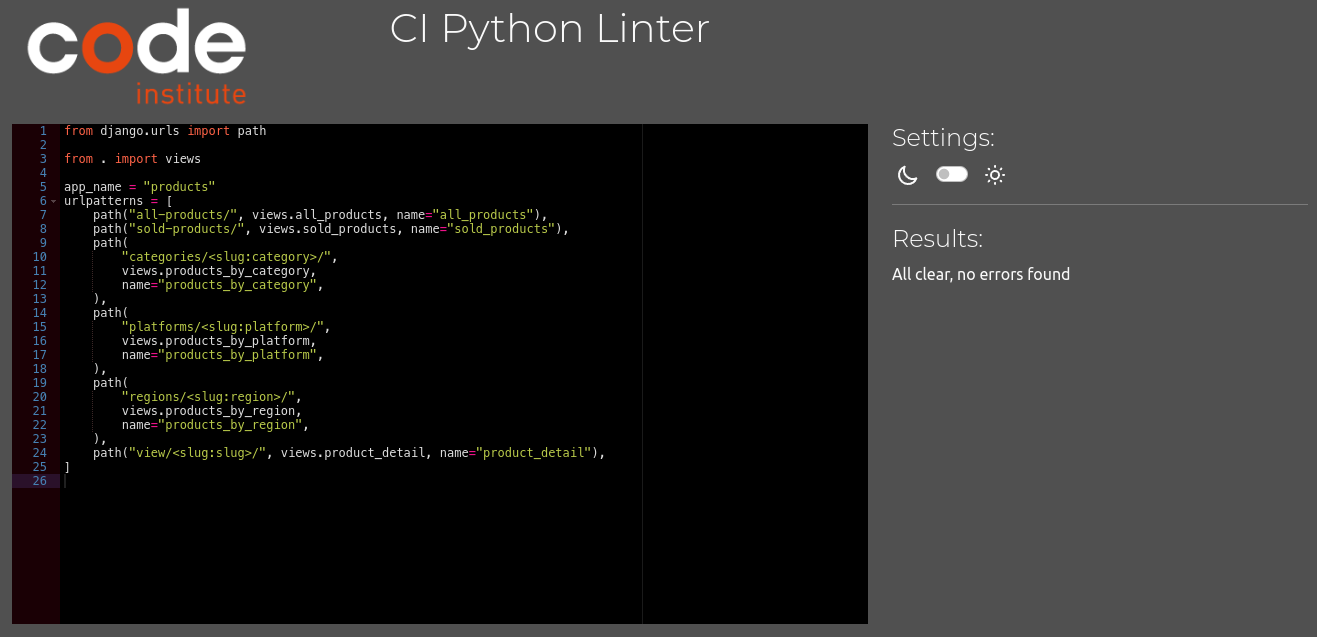 code
institute
CI Python Linter
1 from django.urls import path
2
3 from . import views
4
5 app_name = "products"
6 urlpatterns = [
7     path("all-products/", views.all_products, name="all_products"),
8     path("sold-products/", views.sold_products, name="sold_products"),
9     path(
10         "categories/<slug:category>/",
11         views.products_by_category,
12         name="products_by_category",
13     ),
14     path(
15         "platforms/<slug:platform>/",
16         views.products_by_platform,
17         name="products_by_platform",
18     ),
19     path(
20         "regions/<slug:region>/",
21         views.products_by_region,
22         name="products_by_region",
23     ),
24     path("view/<slug:slug>/", views.product_detail, name="product_detail"),
25 ]
26
Settings:
Results:
All clear, no errors found